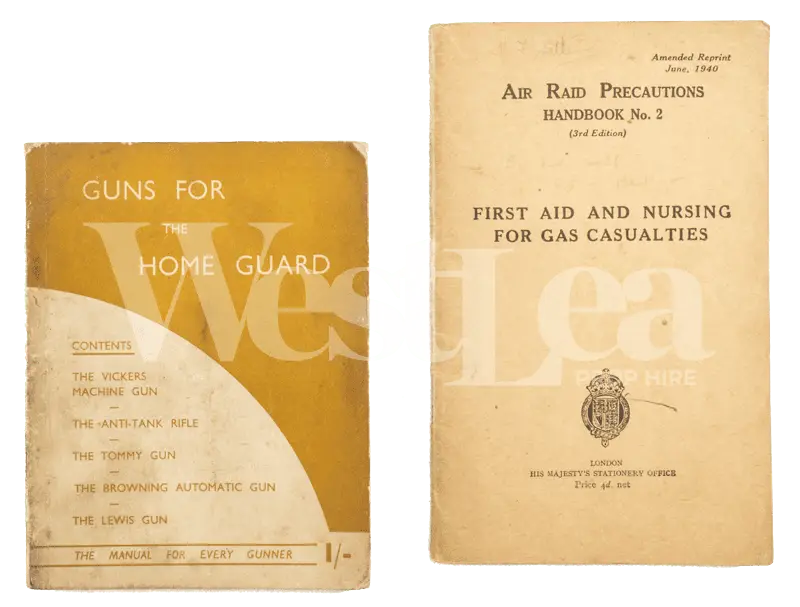 GUNS FOR
THE
HOME GUARD
CONTENTS
THE VICKERS
MACHINE GUN
THE ANTI-TANK RIFLE
THE TOMMY GUN
THE BROWNING AUTOMATIC GUN
THE LEWIS GUN
THE MANUAL FOR EVERY GUNNER 1/-
Amended Reprint
June, 1940
AIR RAID PRECAUTIONS
HANDBOOK No. 2
(3rd Edition)
FIRST AID AND NURSING
FOR GAS CASUALTIES
LONDON
HIS MAJESTY'S STATIONERY OFFICE
Price 4d. net
West Lea
PROP HIRE